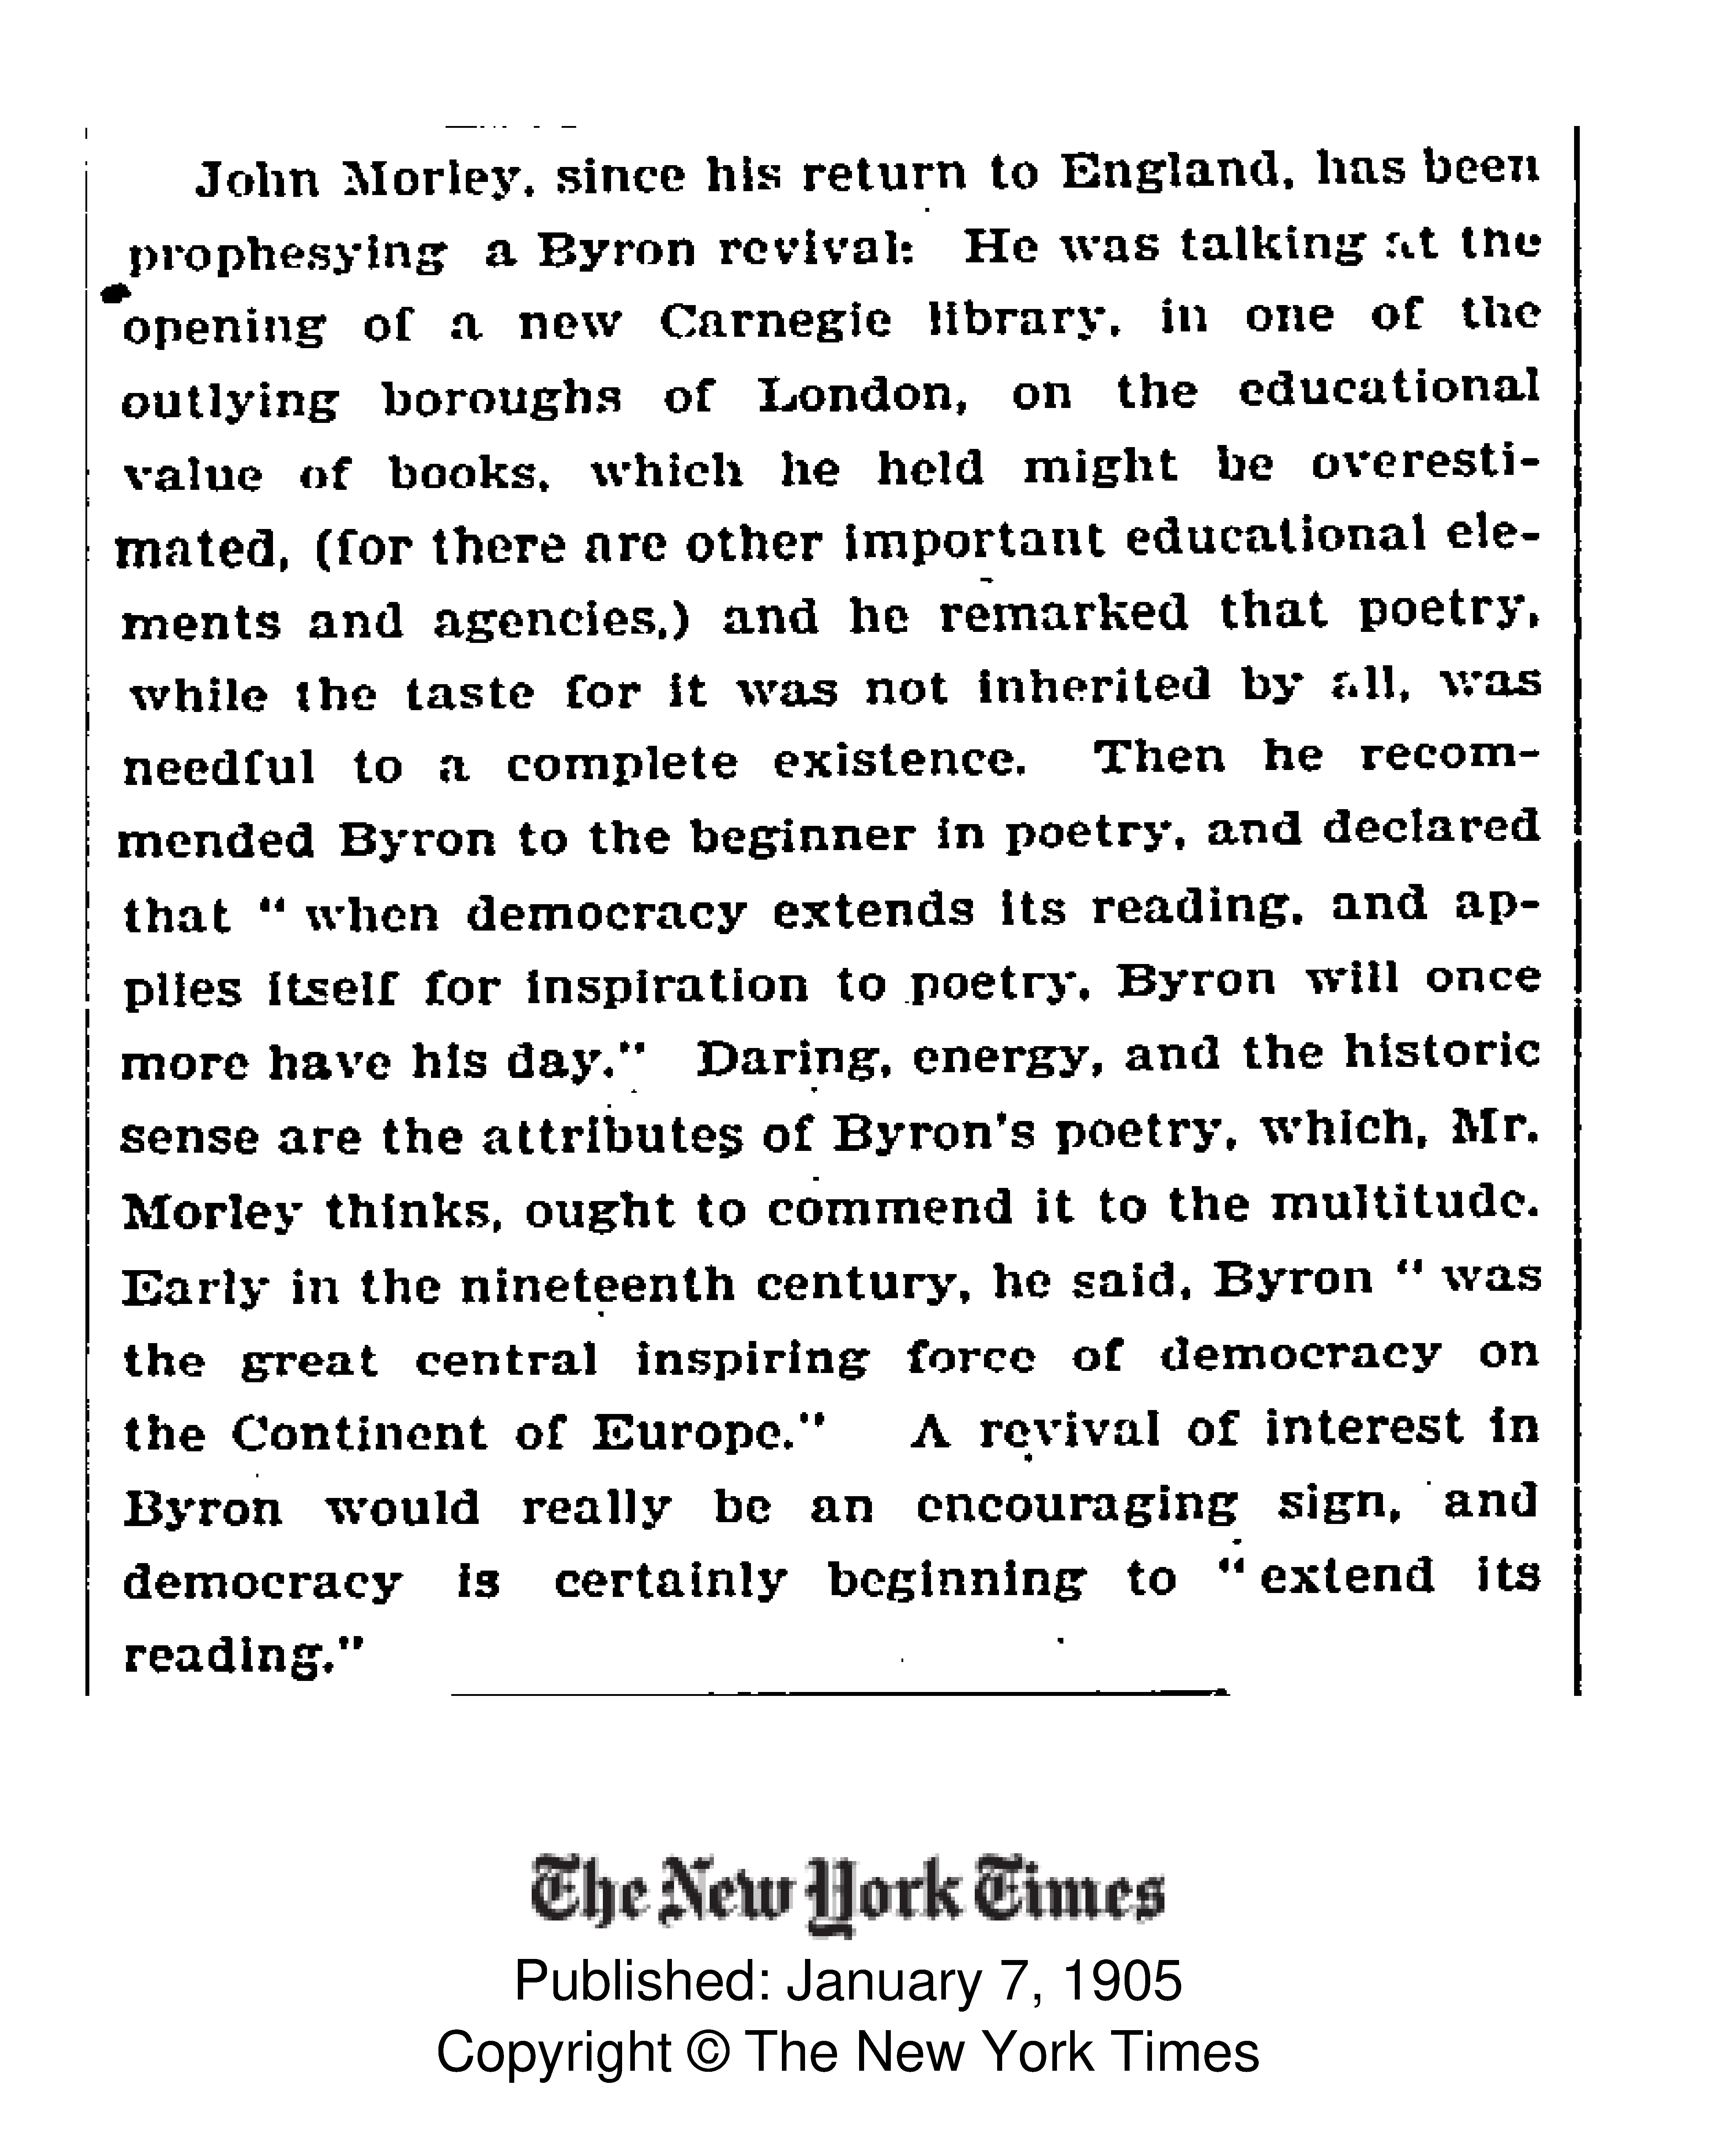 John Morley, since his return to England, has been
prophesying a Byron revival: He was talking at the
opening of a new Carnegie library, in one of the
outlying boroughs of London, on the educational
value of books, which he held might be overesti-
mated, (for there are other important educational ele-
ments and agencies,) and he remarked that poetry,
while the taste for it was not inherited by all, was
needful to a complete existence. Then he recom-
mended Byron to the beginner in poetry, and declared
that "when democracy extends its reading, and ap-
plies itself for inspiration to poetry, Byron will once
more have his day." Daring, energy, and the historic
sense are the attributes of Byron's poetry, which, Mr.
Morley thinks, ought to commend it to the multitude.
Early in the nineteenth century, he said, Byron "was
the great central inspiring force of democracy on
the Continent of Europe." A revival of interest in
Byron would really be an encouraging sign, and
democracy is certainly beginning to "extend its
reading."
The New York Times
Published: January 7, 1905
Copyright © The New York Times